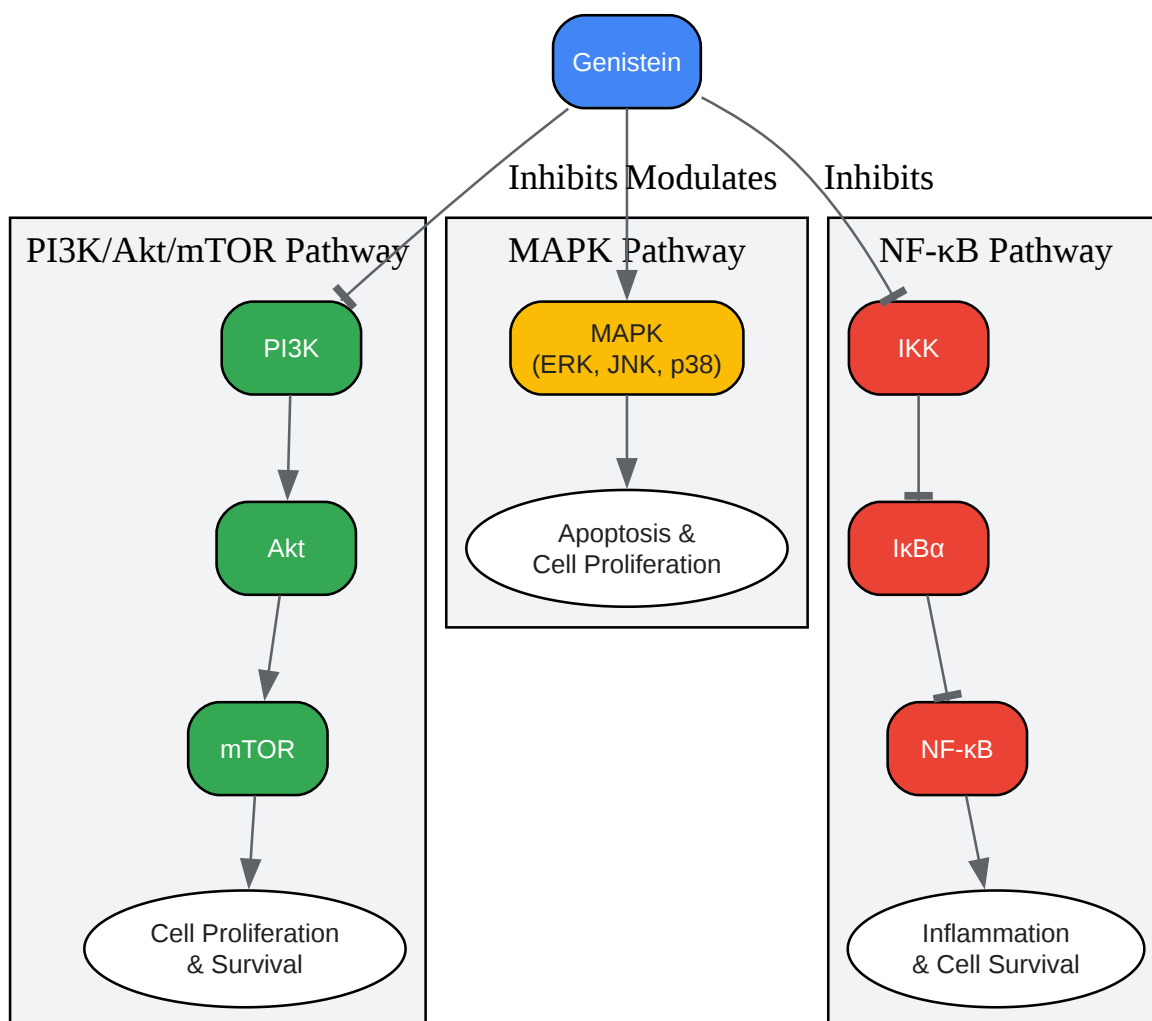 Genistein
Inhibits
Modulates
Inhibits
PI3K/Akt/mTOR Pathway
MAPK Pathway
NF-κB Pathway
PI3K
MAPK
(ERK, JNK, p38)
IKK
Akt
Apoptosis &
Cell Proliferation
IκBα
mTOR
NF-κB
Cell Proliferation
& Survival
Inflammation
& Cell Survival